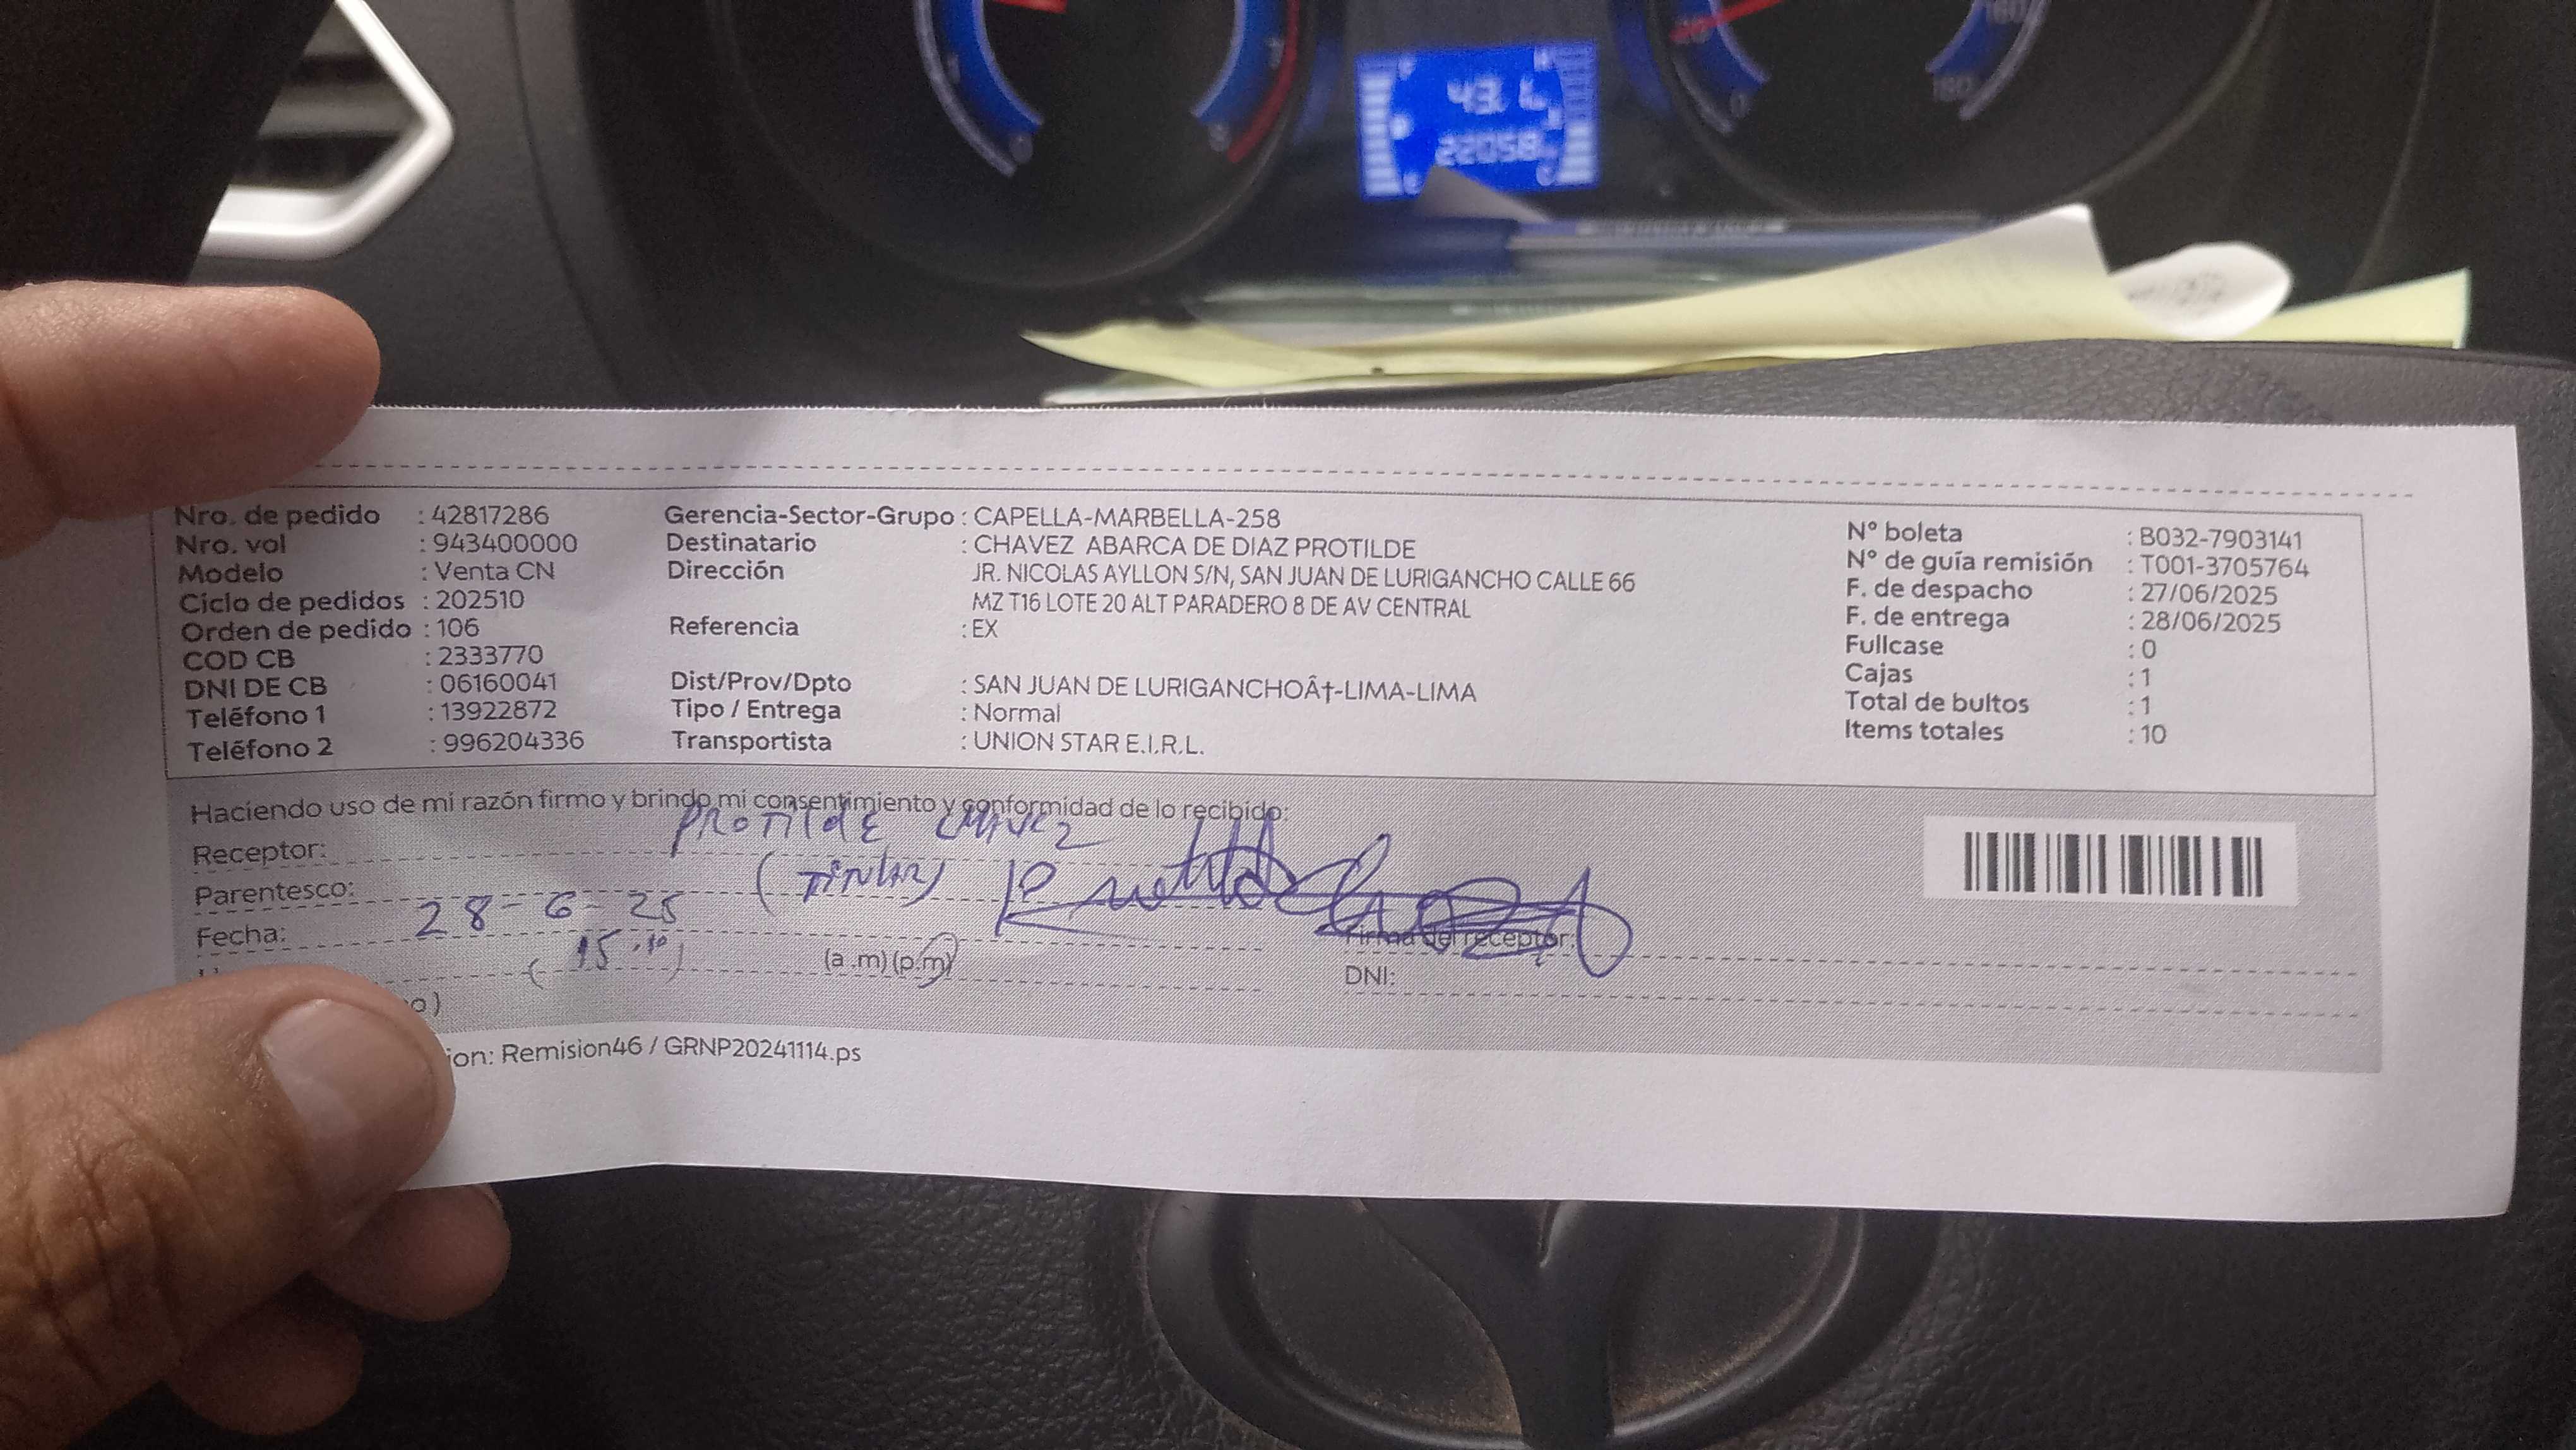 43. L
22058
Nro. de pedido : 42817286
Nro. vol : 943400000
Modelo : Venta CN
Ciclo de pedidos : 202510
Orden de pedido : 106
COD CB : 2333770
DNI DE CB : 06160041
Teléfono 1 : 13922872
Teléfono 2 : 996204336
Gerencia-Sector-Grupo : CAPELLA-MARBELLA-258
Destinatario : CHAVEZ ABARCA DE DIAZ PROTILDE
Dirección JR. NICOLAS AYLLON S/N, SAN JUAN DE LURIGANCHO CALLE 66
MZ T16 LOTE 20 ALT PARADERO 8 DE AV CENTRAL
Referencia : EX
Dist/Prov/Dpto : SAN JUAN DE LURIGANCHOÂ†-LIMA-LIMA
Tipo / Entrega : Normal
Transportista : UNION STAR E.I.R.L.
Nº boleta : B032-7903141
Nº de guía remisión : T001-3705764
F. de despacho : 27/06/2025
F. de entrega : 28/06/2025
Fullcase : 0
Cajas : 1
Total de bultos : 1
Items totales : 10
Haciendo uso de mi razón firmo y brindo mi consentimiento y conformidad de lo recibido:
Receptor: PROTILDE CHAVEZ
Parentesco: (TITULAR)
Fecha: 28-6-25
(15.10) (a.m) (p.m)
o)
Firma del receptor:
DNI:
ion: Remision46 / GRNP20241114.ps